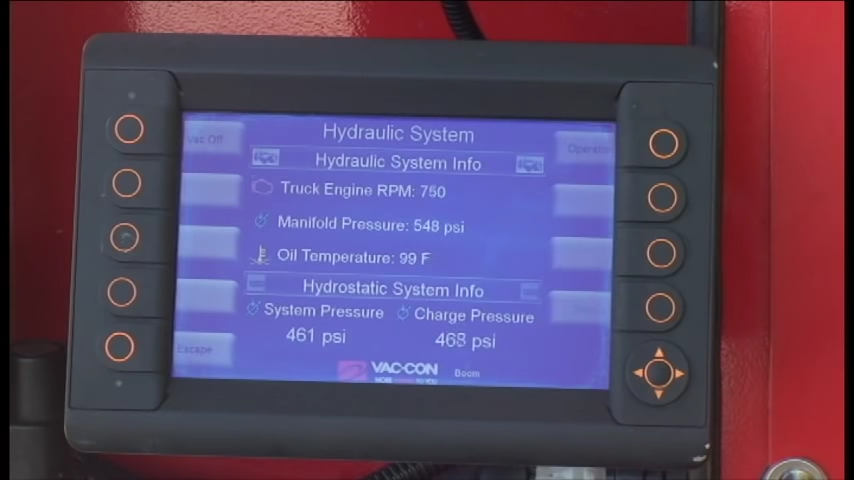 Hydraulic System
Vac Off
Operator
Hydraulic System Info
Truck Engine RPM: 750
Manifold Pressure: 548 psi
Oil Temperature: 99 F
Hydrostatic System Info
System Pressure
Charge Pressure
461 psi
468 psi
Escape
VAC-CON
Boom